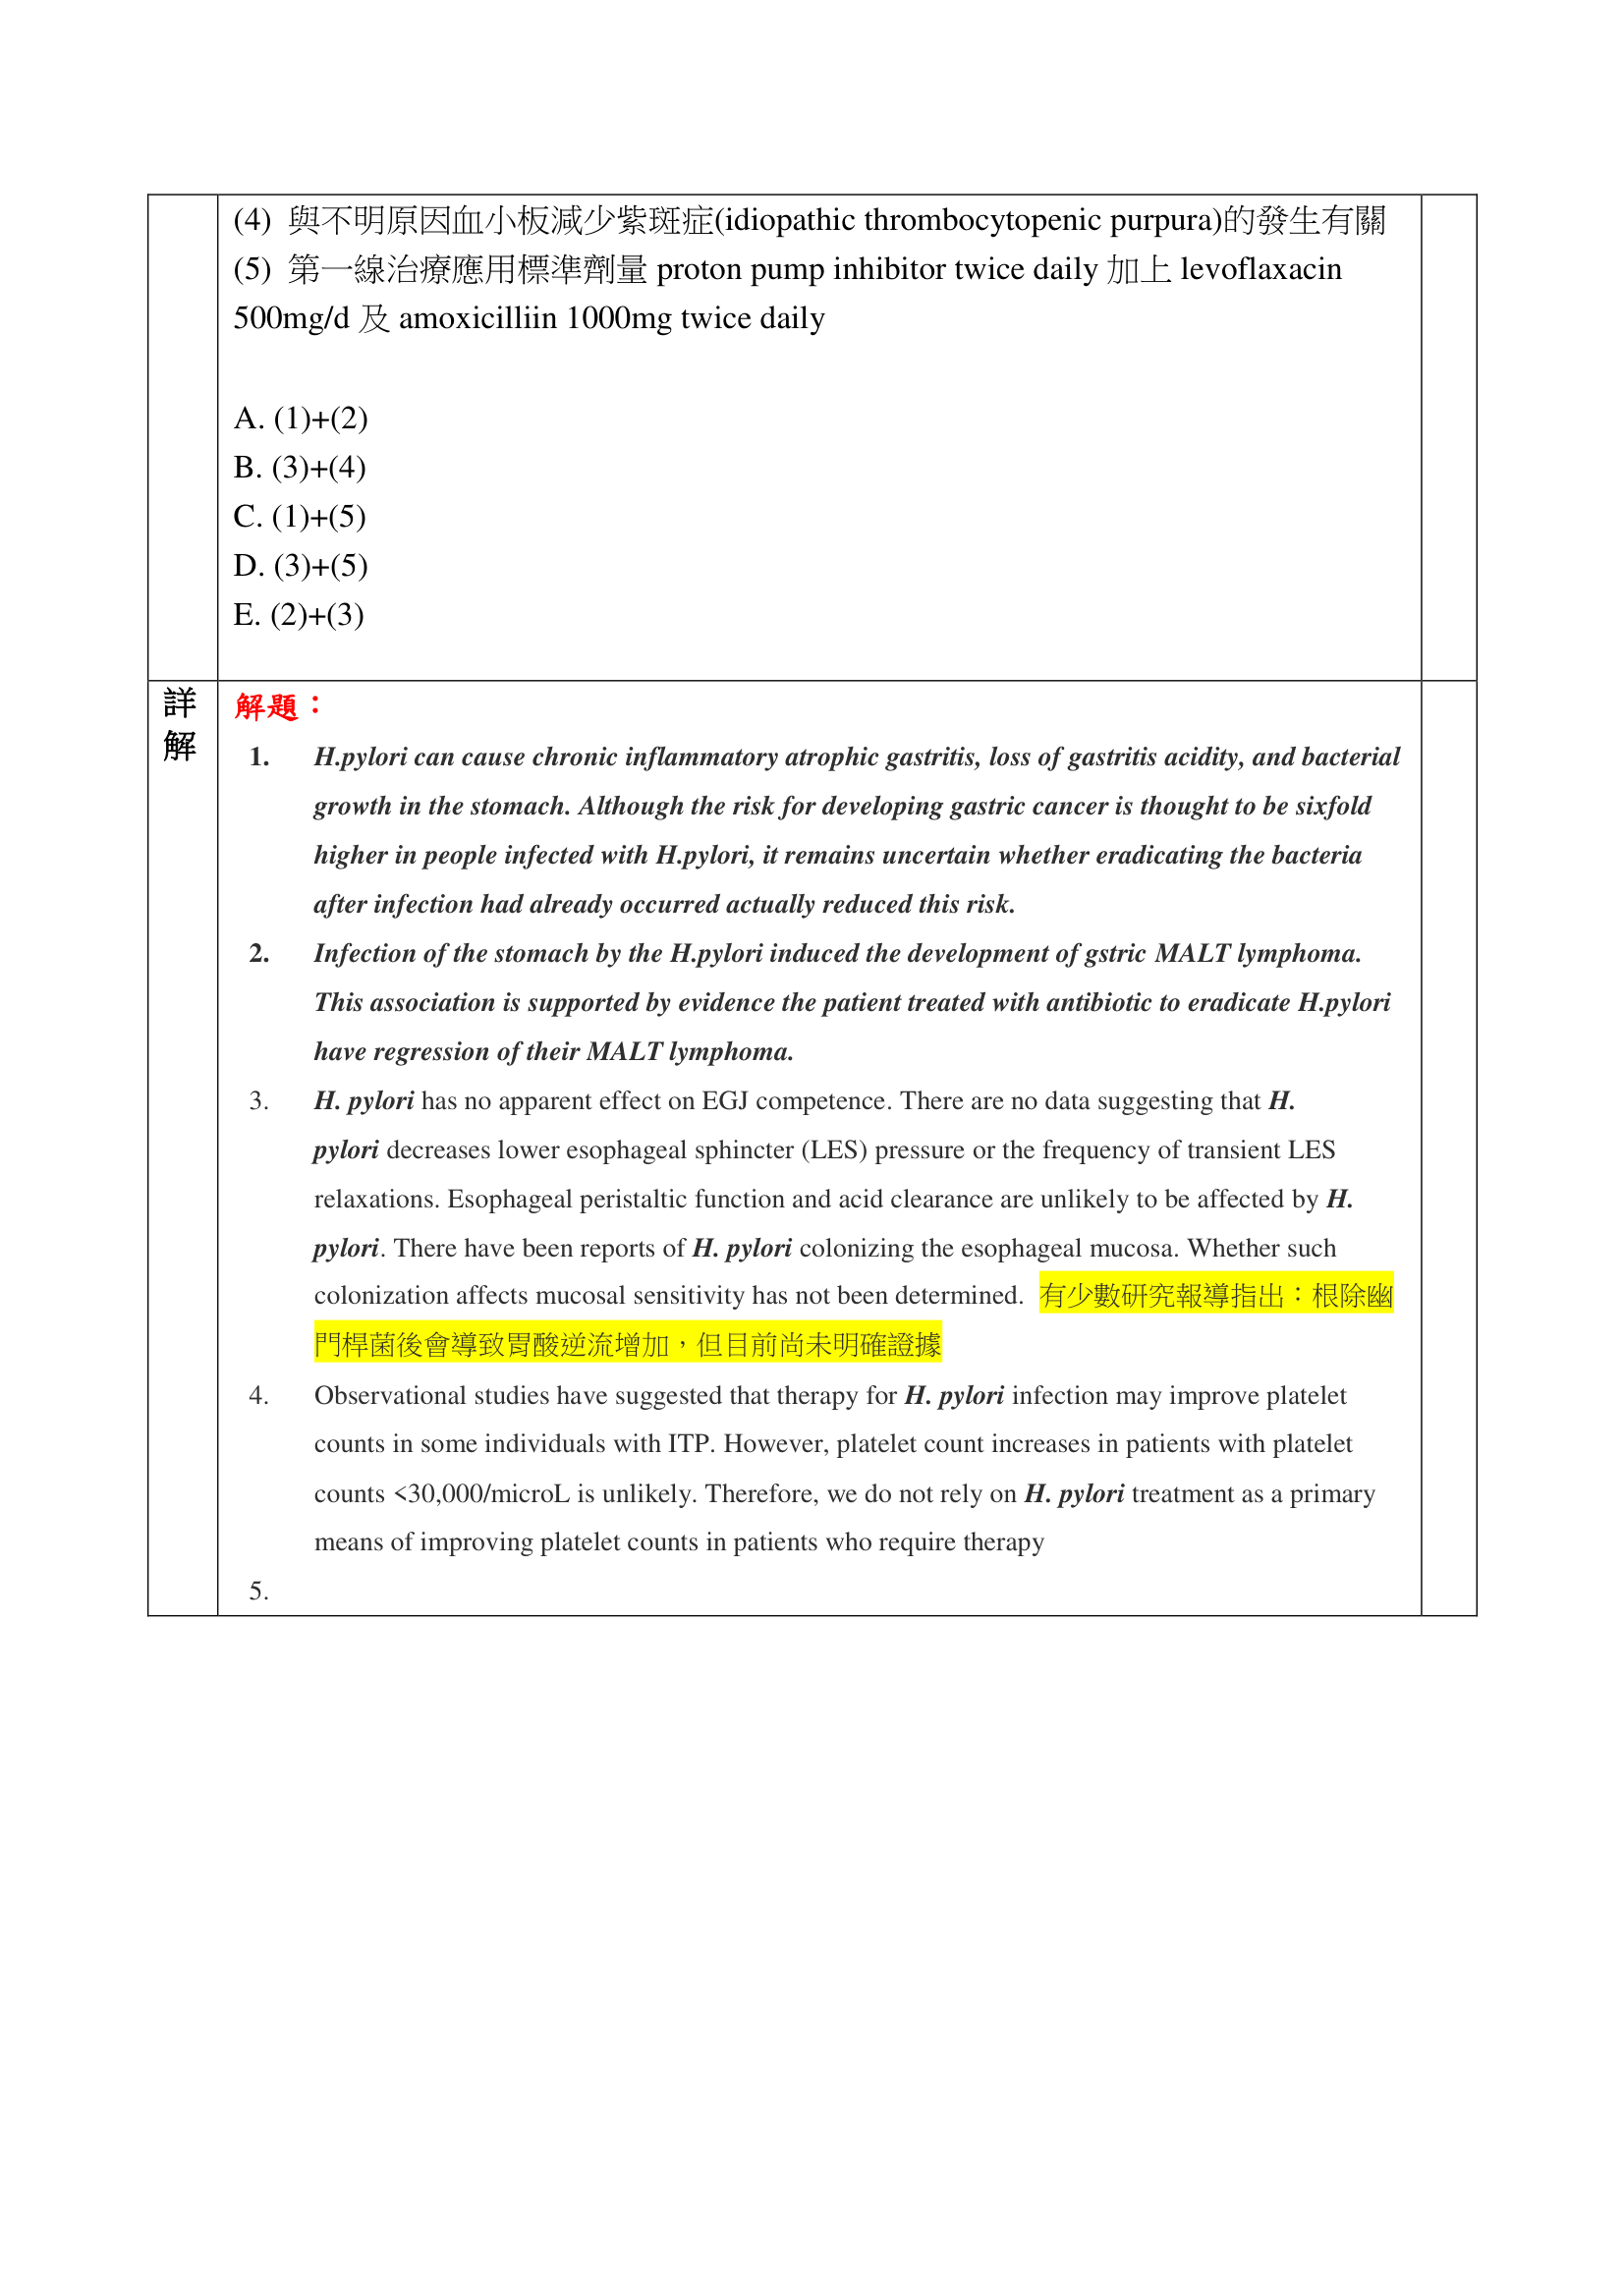 (4) 與不明原因血小板減少紫斑症(idiopathic thrombocytopenic purpura)的發生有關
(5) 第一線治療應用標準劑量 proton pump inhibitor twice daily 加上 levoflaxacin
500mg/d 及 amoxicilliin 1000mg twice daily
A. (1)+(2)
B. (3)+(4)
C. (1)+(5)
D. (3)+(5)
E. (2)+(3)
詳
解
解題：
1. H.pylori can cause chronic inflammatory atrophic gastritis, loss of gastritis acidity, and bacterial
growth in the stomach. Although the risk for developing gastric cancer is thought to be sixfold
higher in people infected with H.pylori, it remains uncertain whether eradicating the bacteria
after infection had already occurred actually reduced this risk.
2. Infection of the stomach by the H.pylori induced the development of gstric MALT lymphoma.
This association is supported by evidence the patient treated with antibiotic to eradicate H.pylori
have regression of their MALT lymphoma.
3. H. pylori has no apparent effect on EGJ competence. There are no data suggesting that H.
pylori decreases lower esophageal sphincter (LES) pressure or the frequency of transient LES
relaxations. Esophageal peristaltic function and acid clearance are unlikely to be affected by H.
pylori. There have been reports of H. pylori colonizing the esophageal mucosa. Whether such
colonization affects mucosal sensitivity has not been determined. 有少數研究報導指出：根除幽
門桿菌後會導致胃酸逆流增加，但目前尚未明確證據
4. Observational studies have suggested that therapy for H. pylori infection may improve platelet
counts in some individuals with ITP. However, platelet count increases in patients with platelet
counts <30,000/microL is unlikely. Therefore, we do not rely on H. pylori treatment as a primary
means of improving platelet counts in patients who require therapy
5.